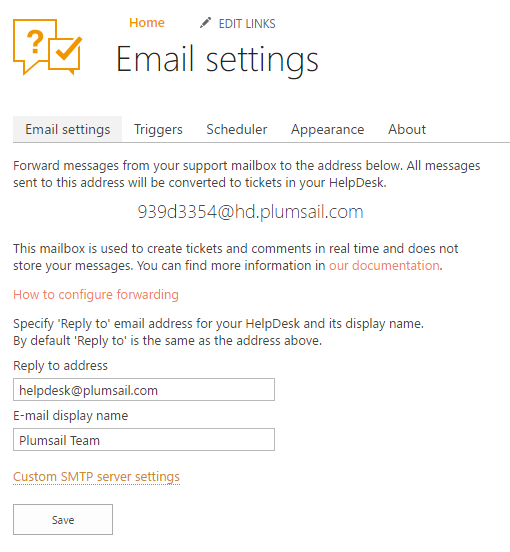 Home EDIT LINKS
Email settings
Email settings Triggers Scheduler Appearance About
Forward messages from your support mailbox to the address below. All messages
sent to this address will be converted to tickets in your HelpDesk.
939d3354@hd.plumsail.com
This mailbox is used to create tickets and comments in real time and does not
store your messages. You can find more information in our documentation.
How to configure forwarding
Specify 'Reply to' email address for your HelpDesk and its display name.
By default 'Reply to' is the same as the address above.
Reply to address
helpdesk@plumsail.com
E-mail display name
Plumsail Team
Custom SMTP server settings
Save